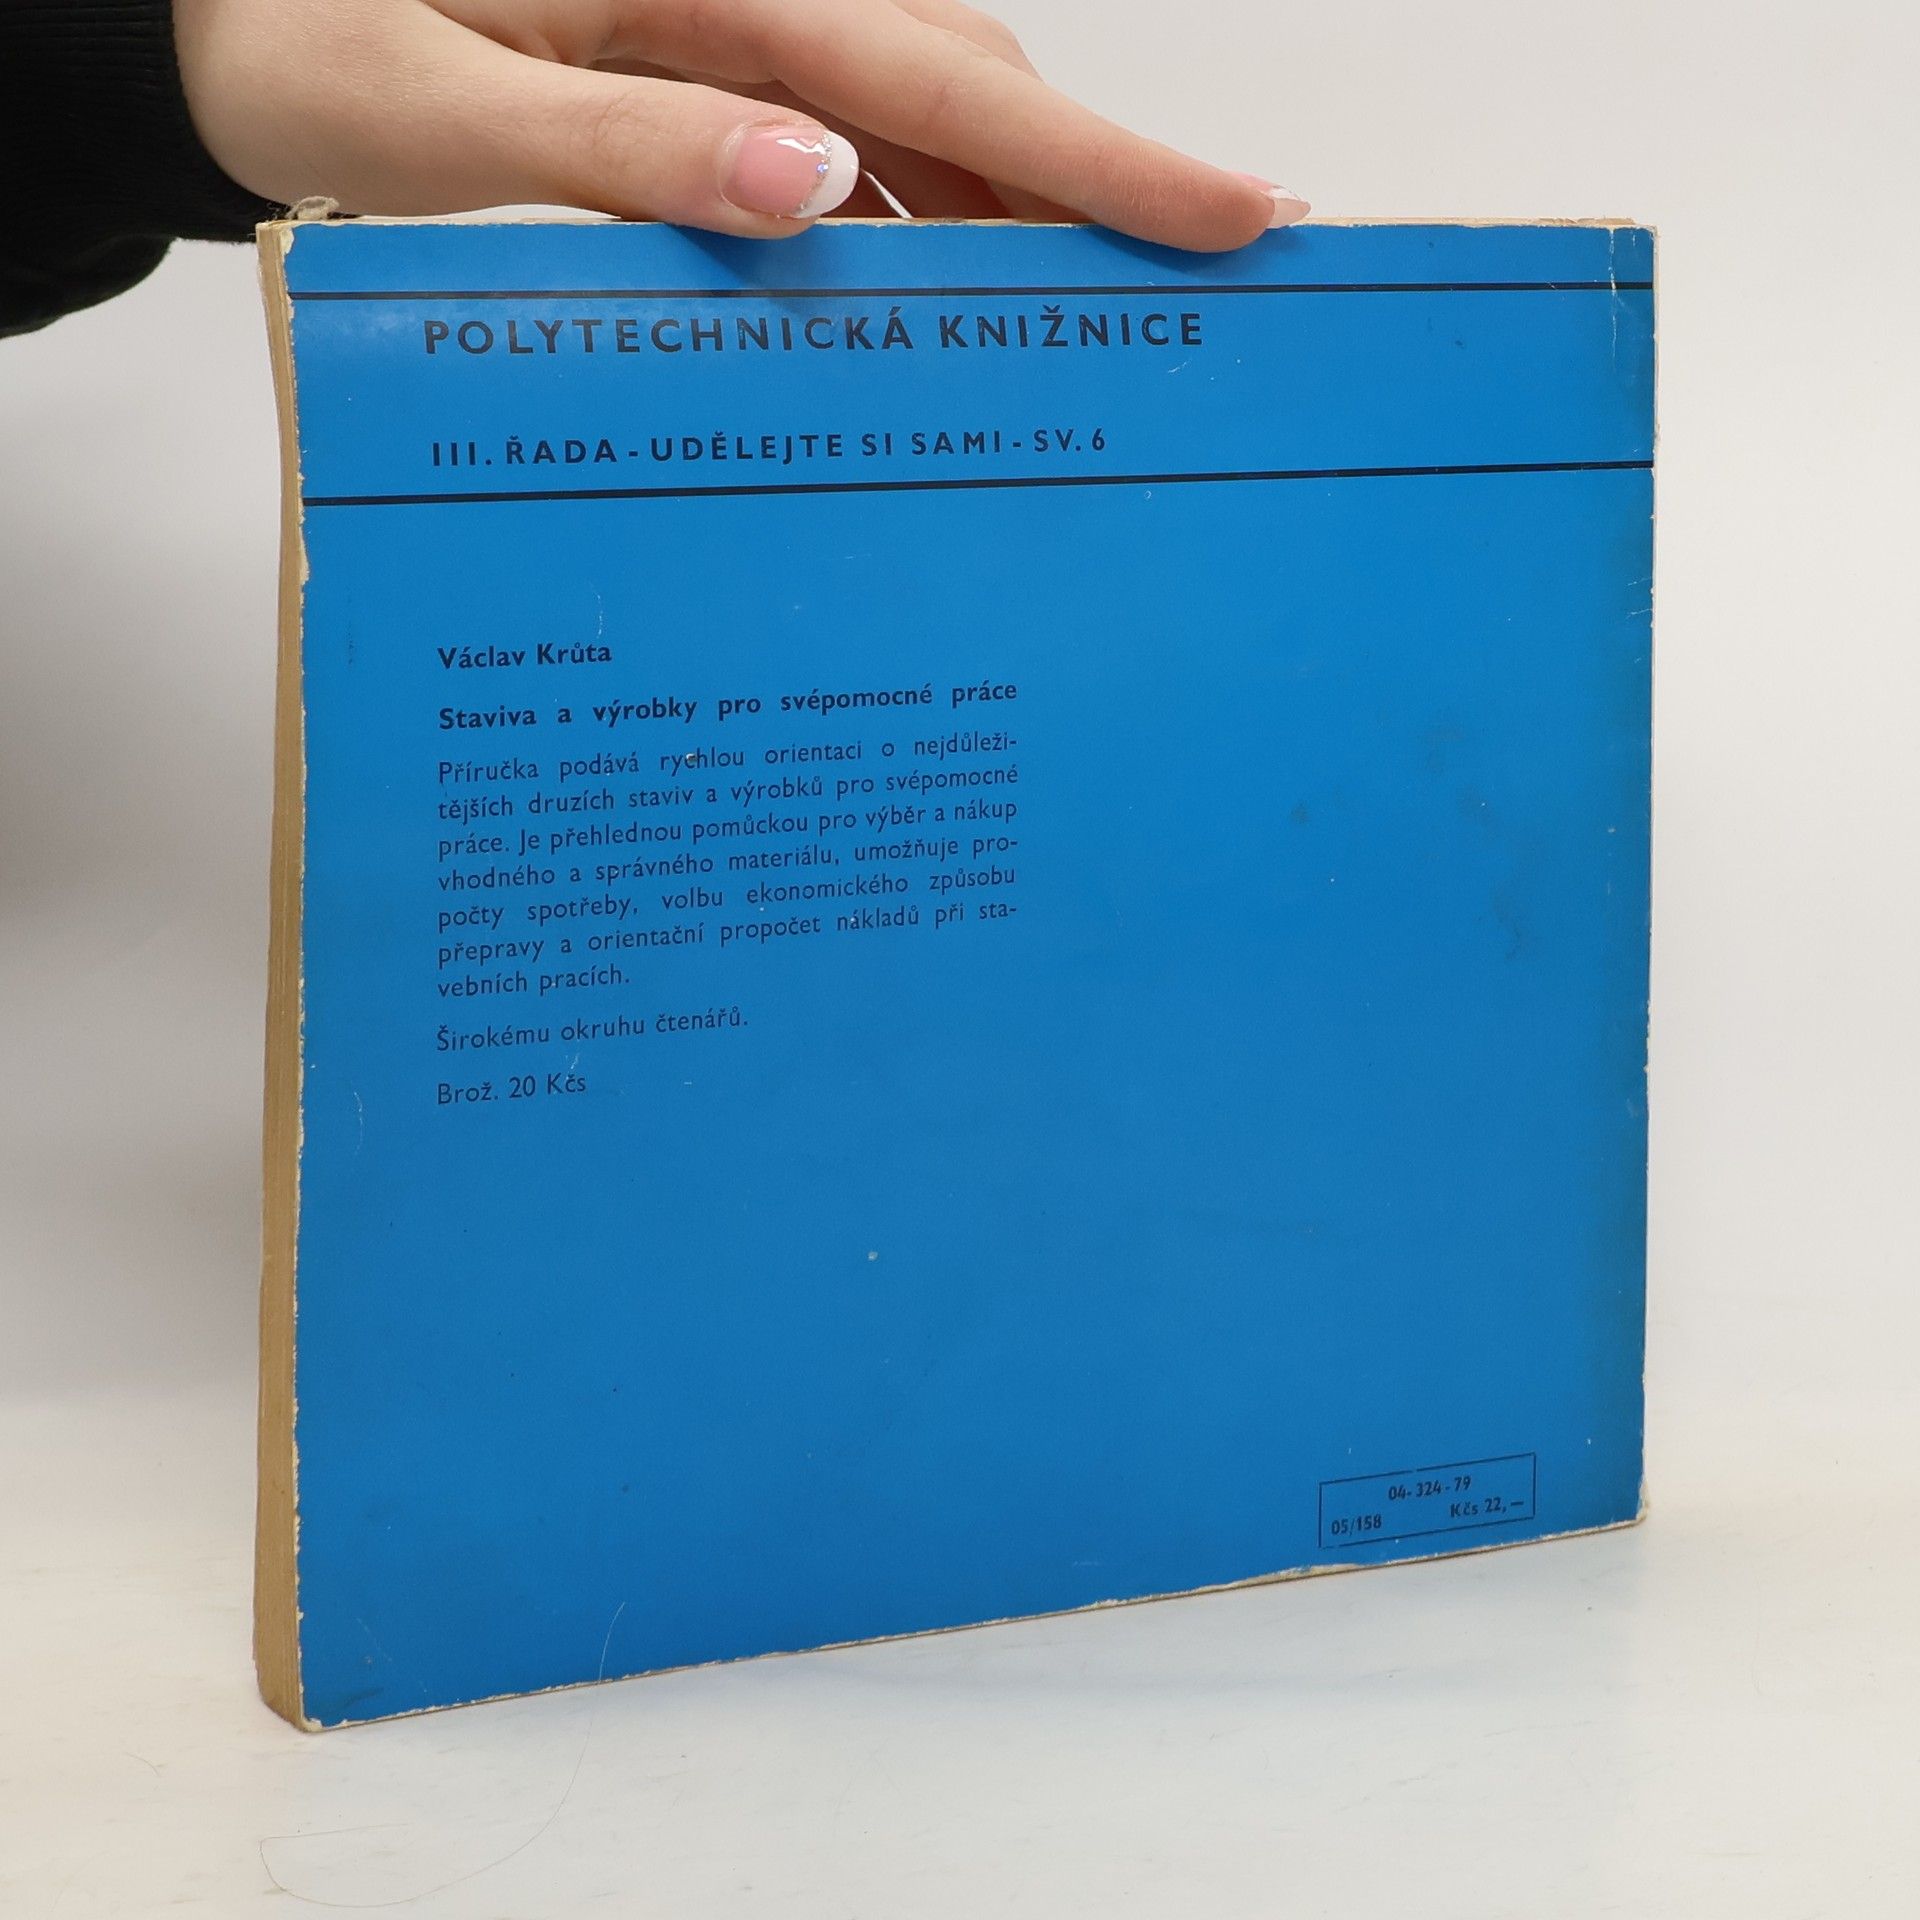 POLYTECHNICKÁ KNIŽNICE
III. ŘADA - UDĚLEJTE SI SAMI - SV. 6
Václav Krůta
Staviva a výrobky pro svépomocné práce
Příručka podává rychlou orientaci o nejdůleži-
tějších druzích staviv a výrobků pro svépomocné
práce. Je přehlednou pomůckou pro výběr a nákup
vhodného a správného materiálu, umožňuje pro-
počty spotřeby, volbu ekonomického způsobu
přepravy a orientační propočet nákladů při sta-
vebních pracích.
Širokému okruhu čtenářů.
Brož. 20 Kčs
04-324-79
05/158 Kčs 22,—